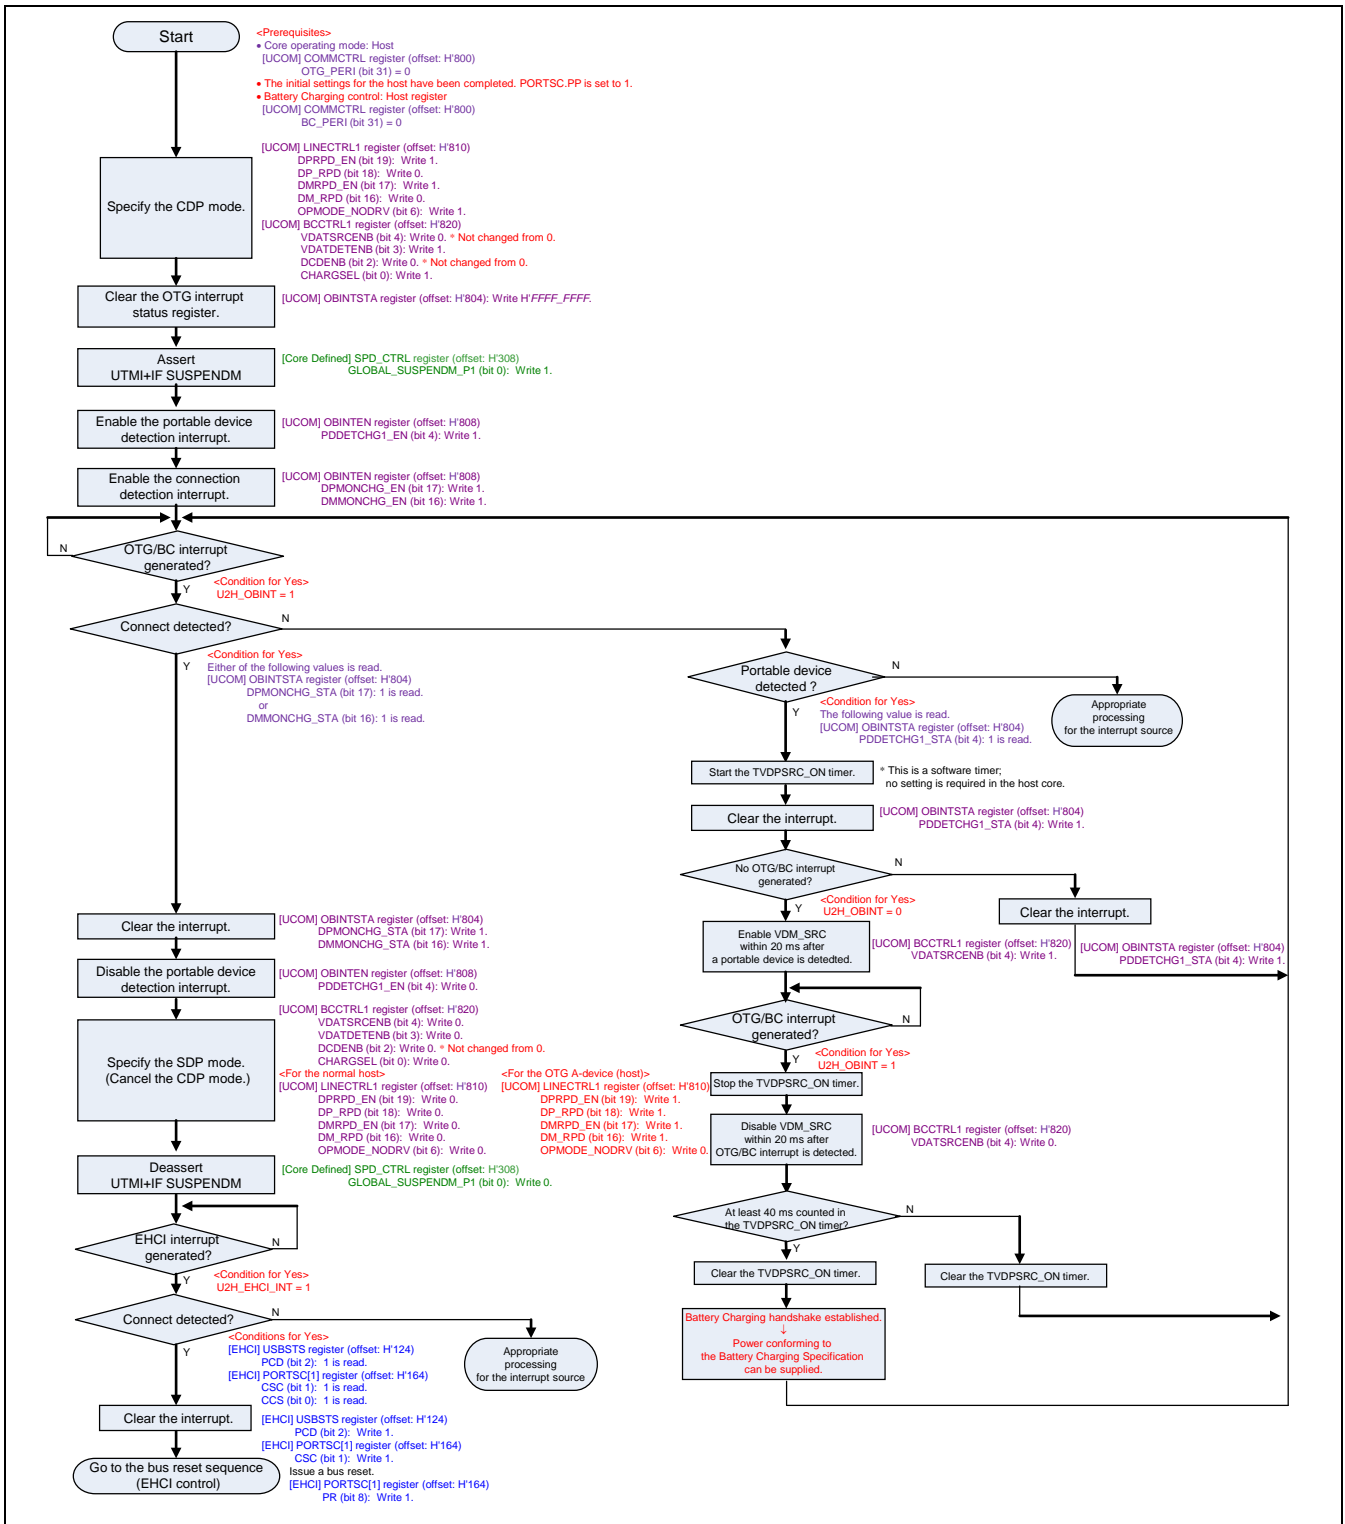 Start
<Prerequisites>
• Core operating mode: Host
[UCOM] COMMCTRL register (offset: H'800)
OTG_PERI (bit 31) = 0
• The initial settings for the host have been completed. PORTSC.PP is set to 1.
• Battery Charging control: Host register
[UCOM] COMMCTRL register (offset: H'800)
BC_PERI (bit 31) = 0
Specify the CDP mode.
[UCOM] LINECTRL1 register (offset: H'810)
DPRPD_EN (bit 19): Write 1.
DP_RPD (bit 18): Write 0.
DMRPD_EN (bit 17): Write 1.
DM_RPD (bit 16): Write 0.
OPMODE_NODRV (bit 6): Write 1.
[UCOM] BCCTRL1 register (offset: H'820)
VDATSRCENB (bit 4): Write 0. * Not changed from 0.
VDATDETENB (bit 3): Write 1.
DCDENB (bit 2): Write 0. * Not changed from 0.
CHARGSEL (bit 0): Write 1.
Clear the OTG interrupt
status register.
[UCOM] OBINTSTA register (offset: H'804): Write H'FFFF_FFFF.
Assert
UTMI+IF SUSPENDM
[Core Defined] SPD_CTRL register (offset: H'308)
GLOBAL_SUSPENDM_P1 (bit 0): Write 1.
Enable the portable device
detection interrupt.
[UCOM] OBINTEN register (offset: H'808)
PDDETCHG1_EN (bit 4): Write 1.
Enable the connection
detection interrupt.
[UCOM] OBINTEN register (offset: H'808)
DPMONCHG_EN (bit 17): Write 1.
DMMONCHG_EN (bit 16): Write 1.
N
OTG/BC interrupt
generated?
Y
<Condition for Yes>
U2H_OBINT = 1
Connect detected?
N
Y
<Condition for Yes>
Either of the following values is read.
[UCOM] OBINTSTA register (offset: H'804)
DPMONCHG_STA (bit 17): 1 is read.
or
DMMONCHG_STA (bit 16): 1 is read.
Portable device
detected ?
N
Y
<Condition for Yes>
The following value is read.
[UCOM] OBINTSTA register (offset: H'804)
PDDETCHG1_STA (bit 4): 1 is read.
Appropriate
processing
for the interrupt source
Start the TVDPSRC_ON timer.
* This is a software timer;
no setting is required in the host core.
Clear the interrupt.
[UCOM] OBINTSTA register (offset: H'804)
PDDETCHG1_STA (bit 4): Write 1.
No OTG/BC interrupt
generated?
N
Y
<Condition for Yes>
U2H_OBINT = 0
Clear the interrupt.
[UCOM] OBINTSTA register (offset: H'804)
PDDETCHG1_STA (bit 4): Write 1.
Enable VDM_SRC
within 20 ms after
a portable device is detedted.
[UCOM] BCCTRL1 register (offset: H'820)
VDATSRCENB (bit 4): Write 1.
OTG/BC interrupt
generated?
N
Y
<Condition for Yes>
U2H_OBINT = 1
Stop the TVDPSRC_ON timer.
Disable VDM_SRC
within 20 ms after
OTG/BC interrupt is detected.
[UCOM] BCCTRL1 register (offset: H'820)
VDATSRCENB (bit 4): Write 0.
At least 40 ms counted in
the TVDPSRC_ON timer?
N
Y
Clear the TVDPSRC_ON timer.
Clear the TVDPSRC_ON timer.
Battery Charging handshake established.
↓
Power conforming to
the Battery Charging Specification
can be supplied.
Clear the interrupt.
[UCOM] OBINTSTA register (offset: H'804)
DPMONCHG_STA (bit 17): Write 1.
DMMONCHG_STA (bit 16): Write 1.
Disable the portable device
detection interrupt.
[UCOM] OBINTEN register (offset: H'808)
PDDETCHG1_EN (bit 4): Write 0.
Specify the SDP mode.
(Cancel the CDP mode.)
[UCOM] BCCTRL1 register (offset: H'820)
VDATSRCENB (bit 4): Write 0.
VDATDETENB (bit 3): Write 0.
DCDENB (bit 2): Write 0. * Not changed from 0.
CHARGSEL (bit 0): Write 0.
<For the normal host>
[UCOM] LINECTRL1 register (offset: H'810)
DPRPD_EN (bit 19): Write 0.
DP_RPD (bit 18): Write 0.
DMRPD_EN (bit 17): Write 0.
DM_RPD (bit 16): Write 0.
OPMODE_NODRV (bit 6): Write 0.
<For the OTG A-device (host)>
[UCOM] LINECTRL1 register (offset: H'810)
DPRPD_EN (bit 19): Write 1.
DP_RPD (bit 18): Write 1.
DMRPD_EN (bit 17): Write 1.
DM_RPD (bit 16): Write 1.
OPMODE_NODRV (bit 6): Write 0.
Deassert
UTMI+IF SUSPENDM
[Core Defined] SPD_CTRL register (offset: H'308)
GLOBAL_SUSPENDM_P1 (bit 0): Write 0.
EHCI interrupt
generated?
N
Y
<Condition for Yes>
U2H_EHCI_INT = 1
Connect detected?
N
Y
<Conditions for Yes>
[EHCI] USBSTS register (offset: H'124)
PCD (bit 2): 1 is read.
[EHCI] PORTSC[1] register (offset: H'164)
CSC (bit 1): 1 is read.
CCS (bit 0): 1 is read.
Appropriate
processing
for the interrupt source
Clear the interrupt.
[EHCI] USBSTS register (offset: H'124)
PCD (bit 2): Write 1.
[EHCI] PORTSC[1] register (offset: H'164)
CSC (bit 1): Write 1.
Go to the bus reset sequence
(EHCI control)
Issue a bus reset.
[EHCI] PORTSC[1] register (offset: H'164)
PR (bit 8): Write 1.